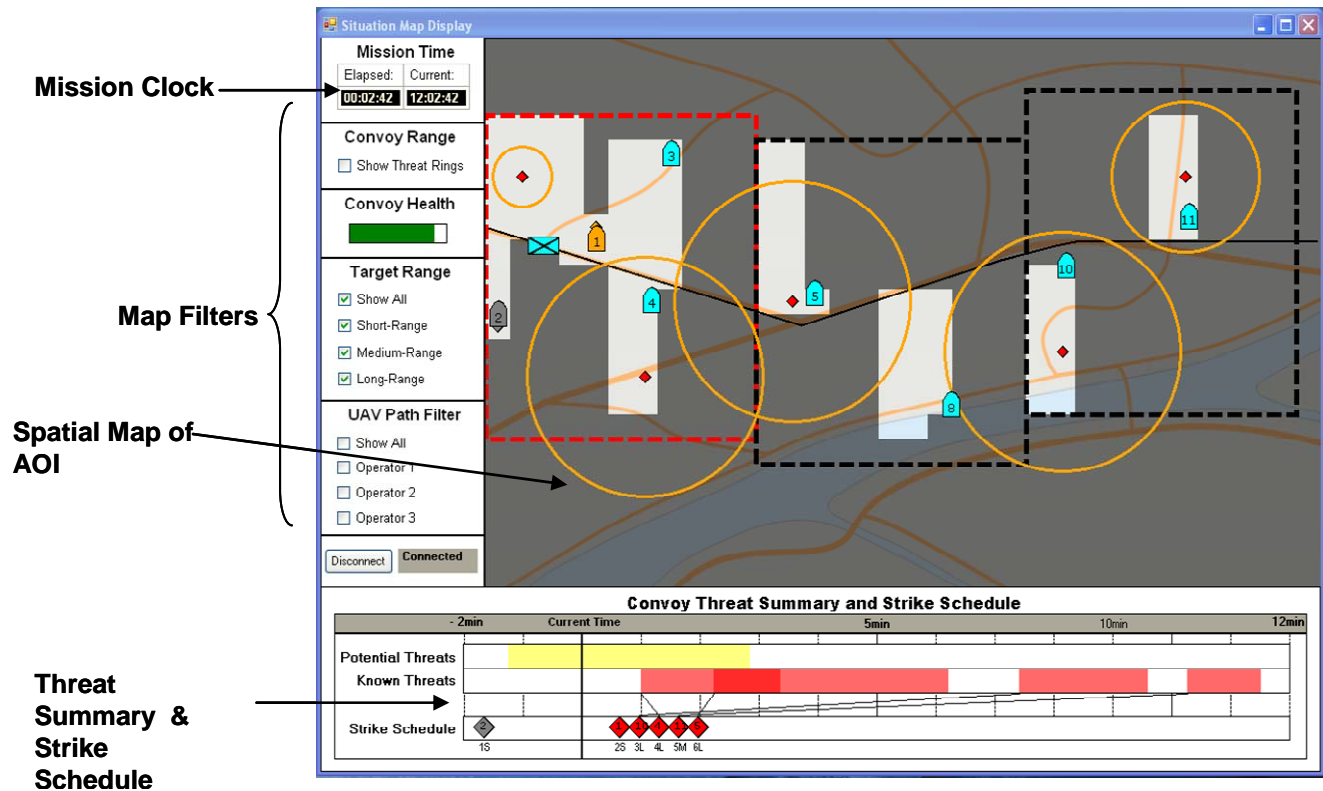 Situation Map Display
Mission Time
Elapsed: Current:
00:02:42 12:02:42
Convoy Range
Show Threat Rings
Convoy Health
Target Range
Show All
Short-Range
Medium-Range
Long-Range
UAV Path Filter
Show All
Operator 1
Operator 2
Operator 3
Disconnect Connected
Mission Clock
Map Filters
Spatial Map of
AOI
Threat
Summary &
Strike
Schedule
3
11
1
10
5
4
2
8
Convoy Threat Summary and Strike Schedule
- 2min Current Time 5min 10min 12min
Potential Threats
Known Threats
Strike Schedule
2 1 4 5
1S 2S 3L 4L 5M 6L